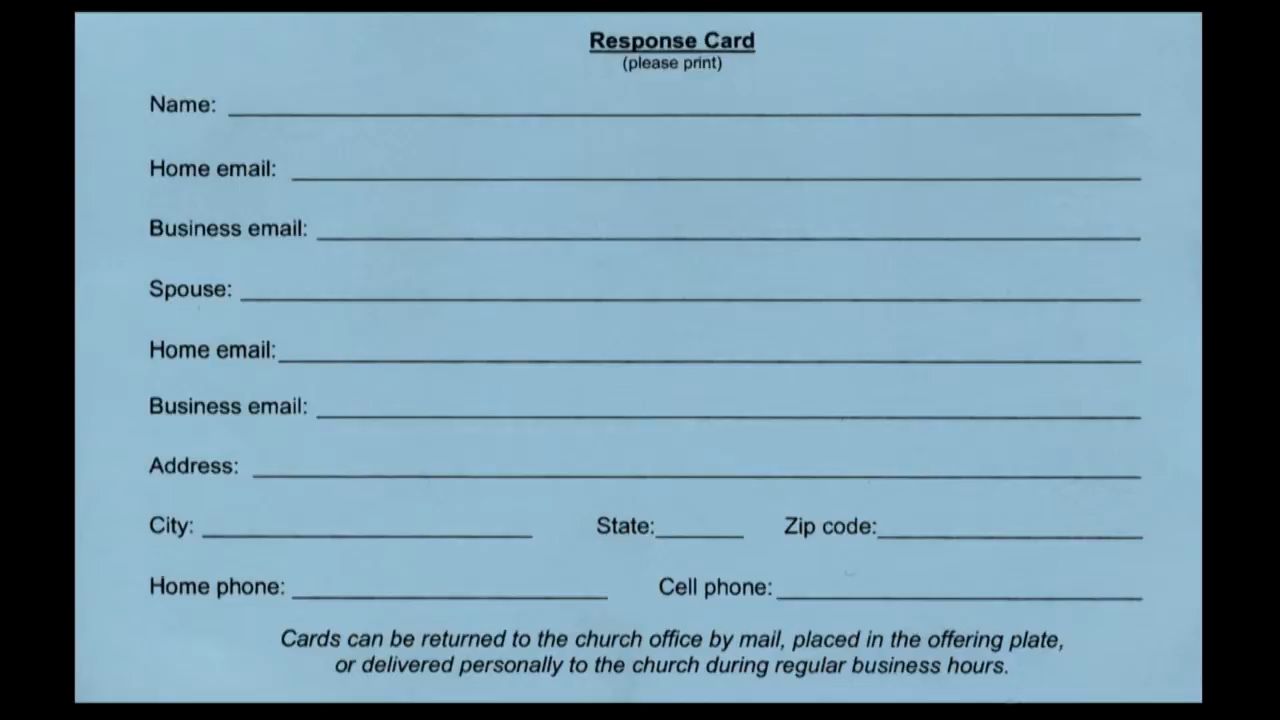 Response Card
(please print)
Name:
Home email:
Business email:
Spouse:
Home email:
Business email:
Address:
City: State: Zip code:
Home phone: Cell phone:
Cards can be returned to the church office by mail, placed in the offering plate,
or delivered personally to the church during regular business hours.